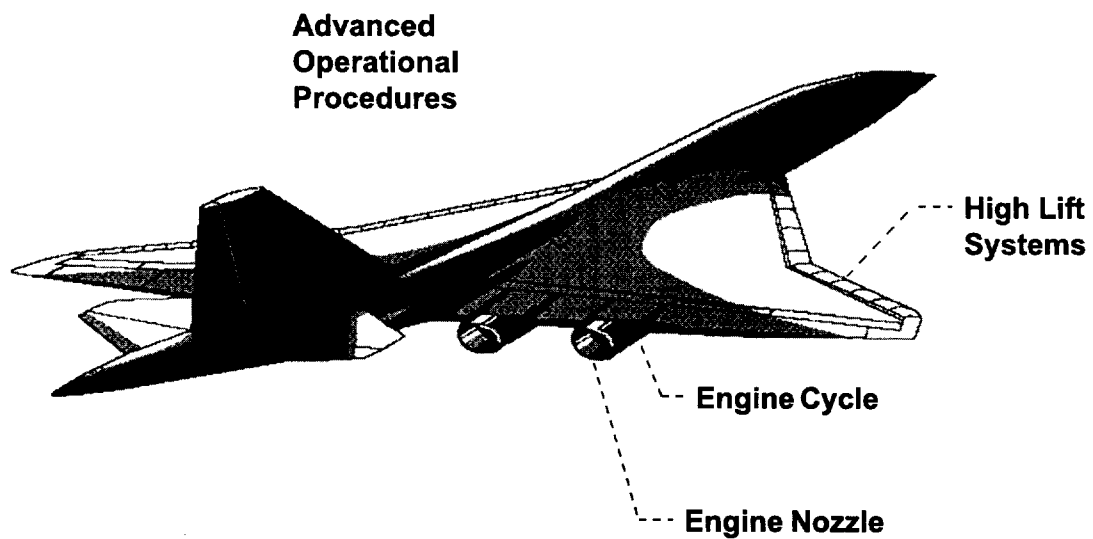 Advanced
Operational
Procedures
High Lift
Systems
Engine Cycle
Engine Nozzle